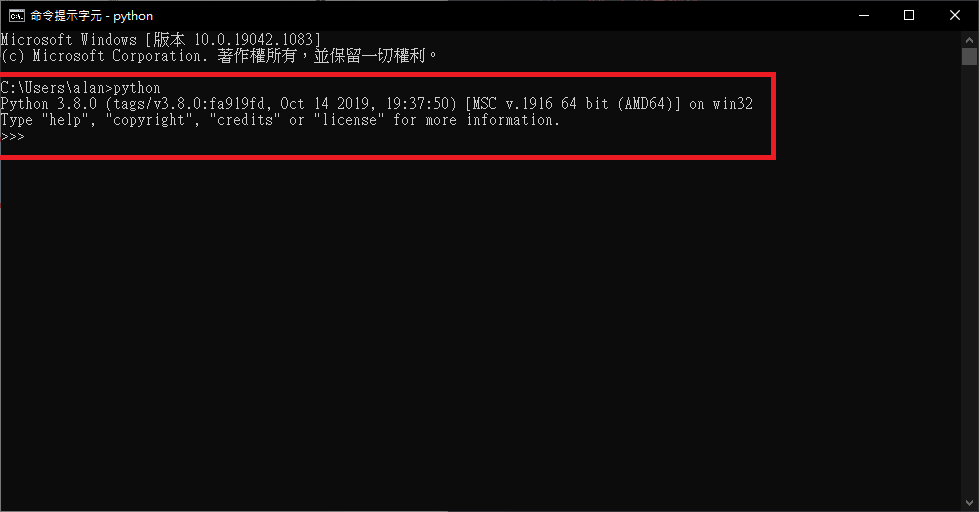 命令提示字元 - python
Microsoft Windows [版本 10.0.19042.1083]
(c) Microsoft Corporation. 著作權所有，並保留一切權利。
C:\Users\alan>python
Python 3.8.0 (tags/v3.8.0:fa919fd, Oct 14 2019, 19:37:50) [MSC v.1916 64 bit (AMD64)] on win32
Type "help", "copyright", "credits" or "license" for more information.
>>>